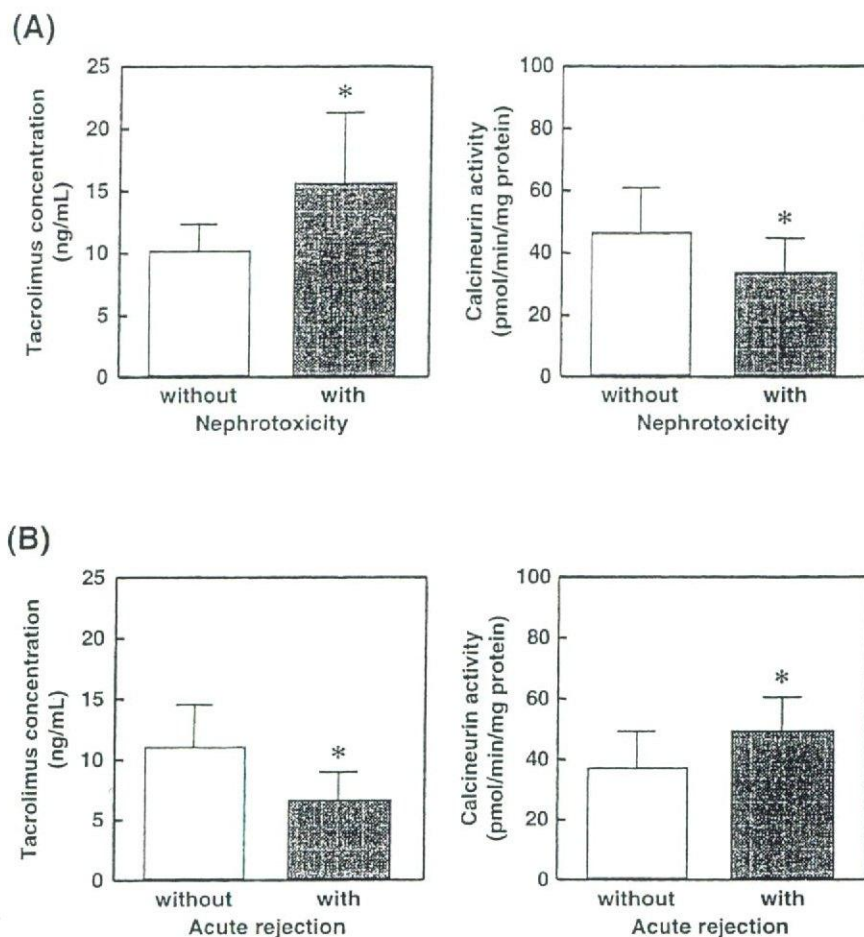 (A)
Tacrolimus concentration
(ng/mL)
25
20
15
10
5
0
*
without
with
Nephrotoxicity
Calcineurin activity
(pmol/min/mg protein)
100
80
60
40
20
0
*
without
with
Nephrotoxicity
(B)
Tacrolimus concentration
(ng/mL)
25
20
15
10
5
0
*
without
with
Acute rejection
Calcineurin activity
(pmol/min/mg protein)
100
80
60
40
20
0
*
without
with
Acute rejection